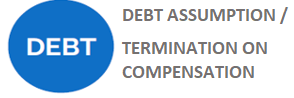 DEBT
DEBT ASSUMPTION /
TERMINATION ON
COMPENSATION